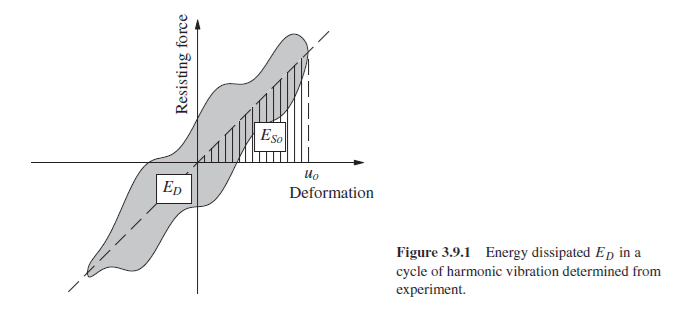 Resisting force
E_So
E_D
u_o
Deformation
Figure 3.9.1 Energy dissipated E_D in a
cycle of harmonic vibration determined from
experiment.